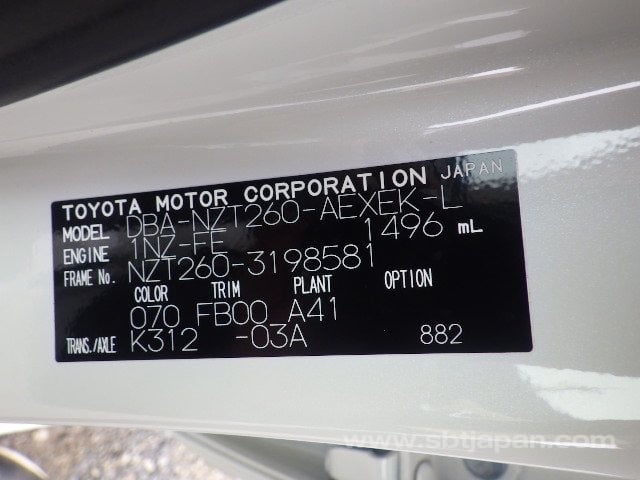 TOYOTA MOTOR CORPORATION JAPAN
MODEL DBA-NZT260-AEXEK-L
ENGINE 1NZ-FE 1496 mL
FRAME No. NZT260-3198581
COLOR TRIM PLANT OPTION
070 FB00 A41
TRANS./AXLE K312 -03A 882
www.sbtjapan.com